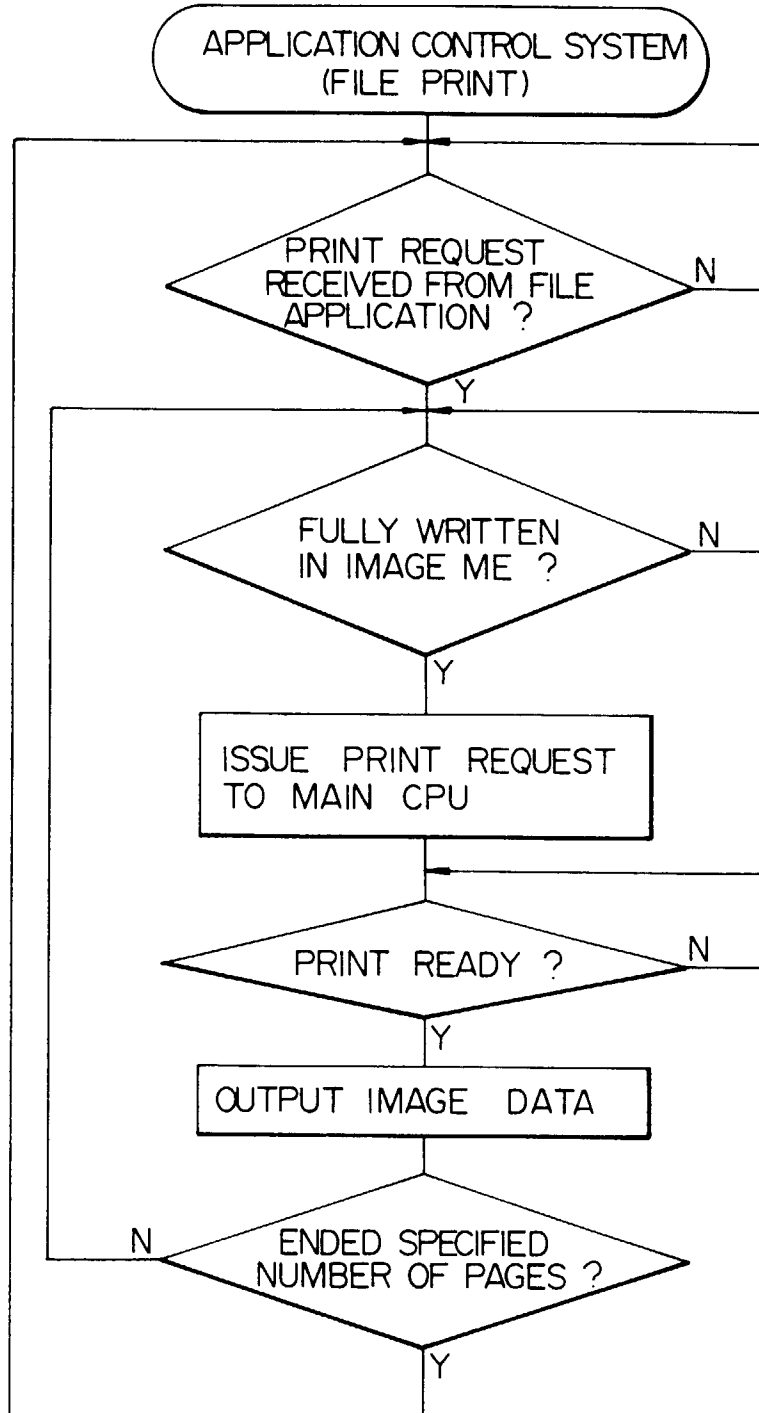 APPLICATION CONTROL SYSTEM
(FILE PRINT)
PRINT REQUEST
RECEIVED FROM FILE
APPLICATION ?
N
Y
FULLY WRITTEN
IN IMAGE ME ?
N
Y
ISSUE PRINT REQUEST
TO MAIN CPU
PRINT READY ?
N
Y
OUTPUT IMAGE DATA
N
ENDED SPECIFIED
NUMBER OF PAGES ?
Y